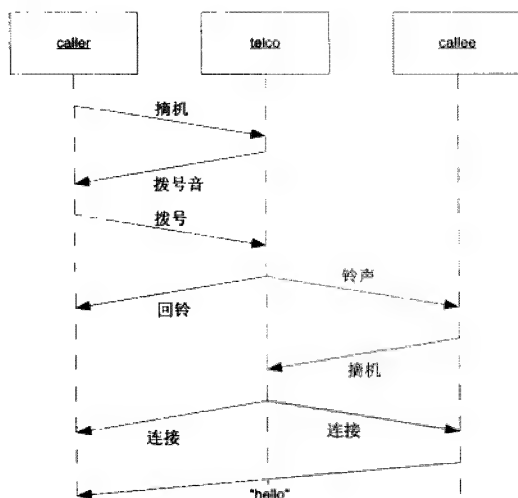 caller
telco
callee
摘机
拨号音
拨号
铃声
回铃
摘机
连接
连接
"hello"